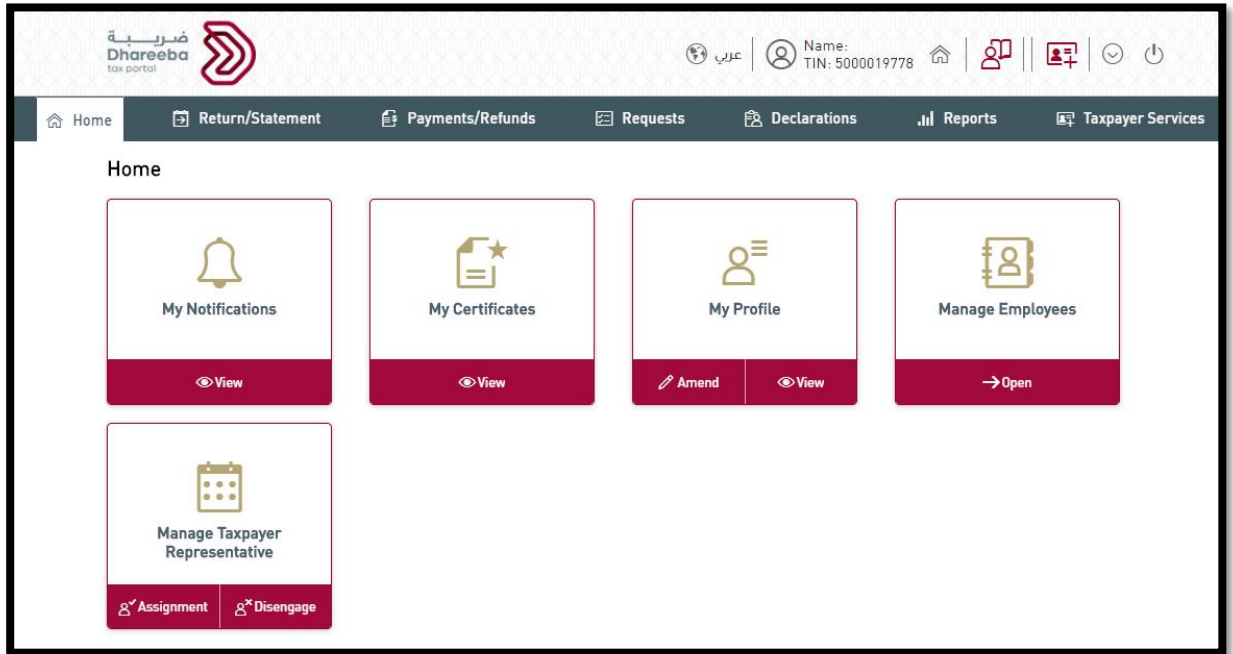 ضريبة
Dhareeba
tax portal
عربي
Name:
TIN: 5000019778
Home
Return/Statement
Payments/Refunds
Requests
Declarations
Reports
Taxpayer Services
Home
My Notifications
My Certificates
My Profile
Manage Employees
View
View
Amend
View
Open
Manage Taxpayer
Representative
Assignment
Disengage